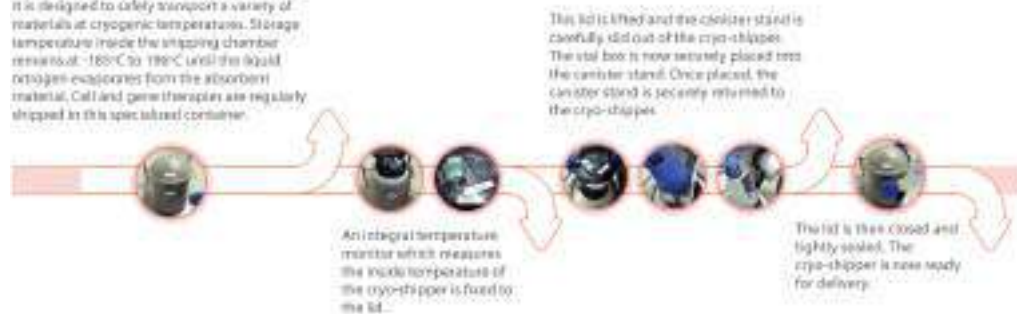 It is designed to safely transport a variety of
materials at cryogenic temperatures. Storage
temperature inside the shipping chamber
remains at -185°C to 198°C until the liquid
nitrogen evaporates from the absorbent
material. Cell and gene therapies are regularly
shipped in this specialised container.
An integral temperature
monitor which measures
the inside temperature of
the cryo-shipper is fixed to
the lid.
This lid is lifted and the canister stand is
carefully slid out of the cryo-shipper.
The vial box is now securely placed into
the canister stand. Once placed, the
canister stand is securely returned to
the cryo-shipper.
The lid is then closed and
tightly sealed. The
cryo-shipper is now ready
for delivery.